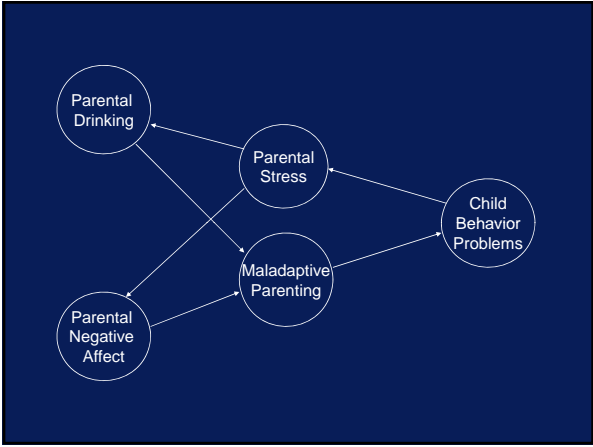 Parental
Drinking
Parental
Stress
Child
Behavior
Problems
Maladaptive
Parenting
Parental
Negative
Affect